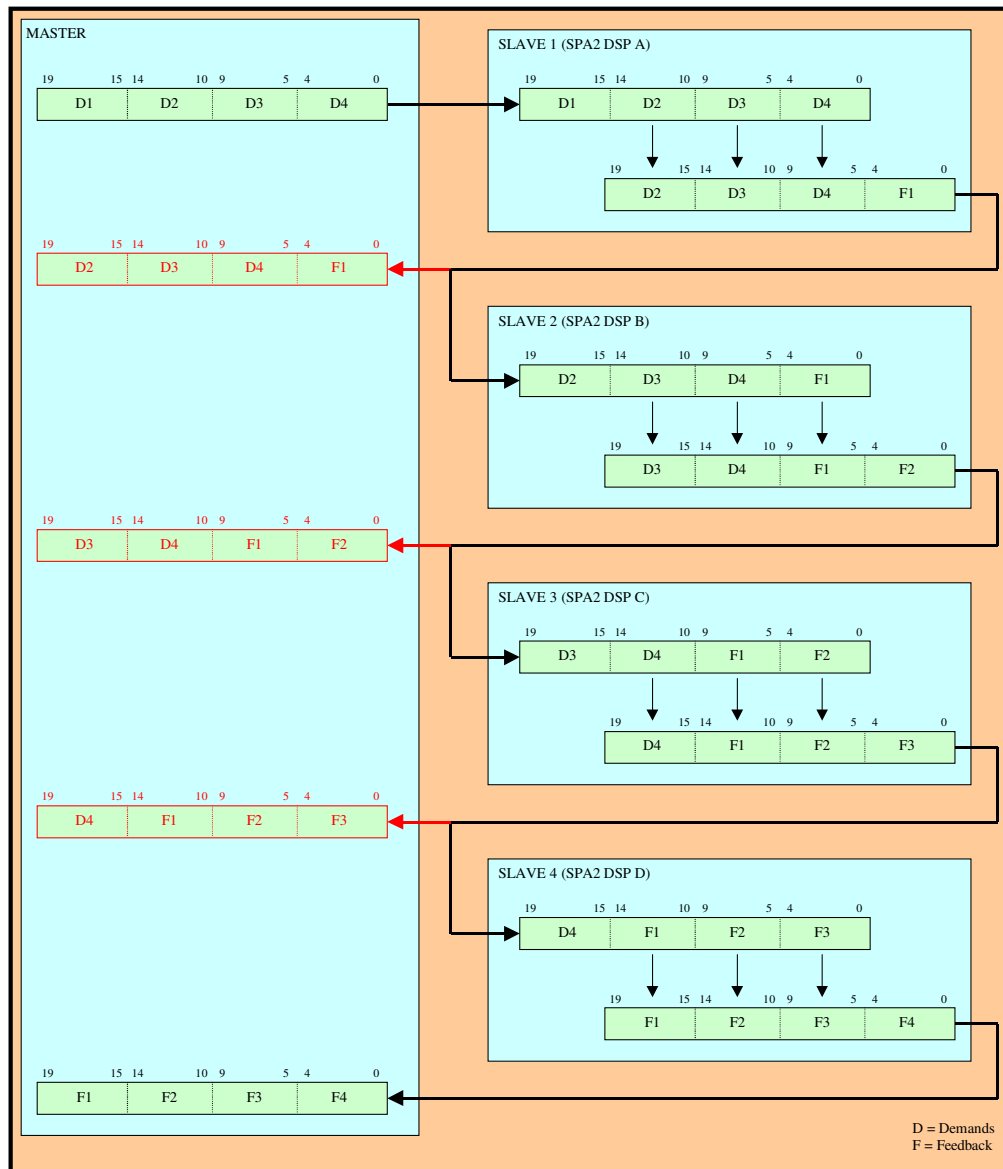 MASTER
19 15 14 10 9 5 4 0
D1 D2 D3 D4
SLAVE 1 (SPA2 DSP A)
19 15 14 10 9 5 4 0
D1 D2 D3 D4
19 15 14 10 9 5 4 0
D2 D3 D4 F1
19 15 14 10 9 5 4 0
D2 D3 D4 F1
SLAVE 2 (SPA2 DSP B)
19 15 14 10 9 5 4 0
D2 D3 D4 F1
19 15 14 10 9 5 4 0
D3 D4 F1 F2
19 15 14 10 9 5 4 0
D3 D4 F1 F2
SLAVE 3 (SPA2 DSP C)
19 15 14 10 9 5 4 0
D3 D4 F1 F2
19 15 14 10 9 5 4 0
D4 F1 F2 F3
19 15 14 10 9 5 4 0
D4 F1 F2 F3
SLAVE 4 (SPA2 DSP D)
19 15 14 10 9 5 4 0
D4 F1 F2 F3
19 15 14 10 9 5 4 0
F1 F2 F3 F4
19 15 14 10 9 5 4 0
F1 F2 F3 F4
D = Demands
F = Feedback